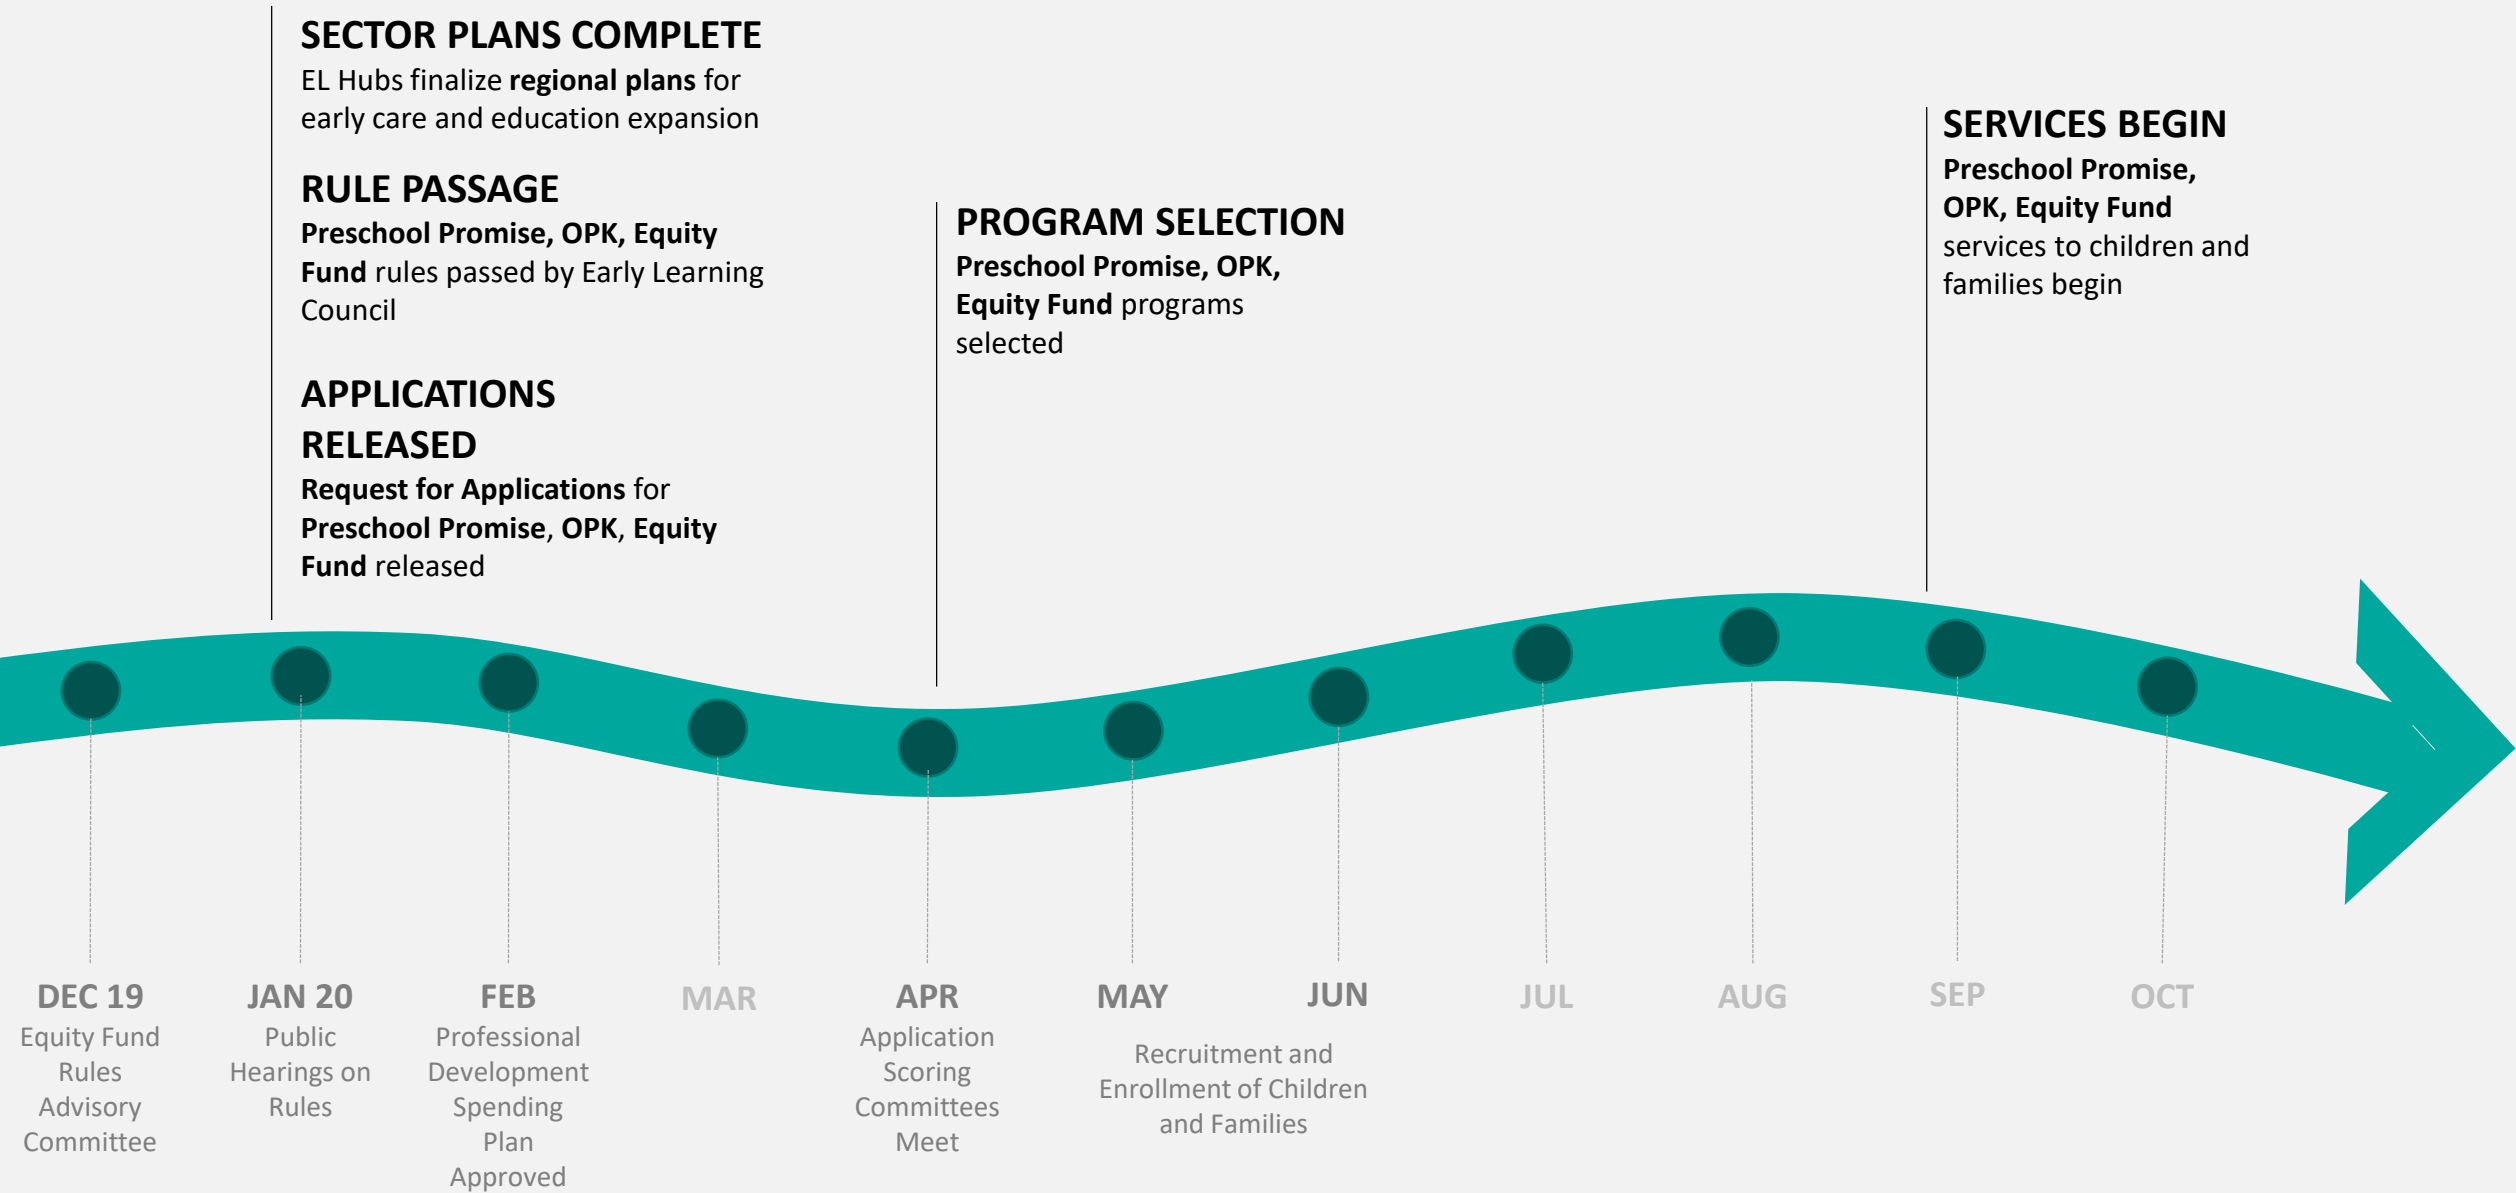 SECTOR PLANS COMPLETE
EL Hubs finalize regional plans for
early care and education expansion
RULE PASSAGE
Preschool Promise, OPK, Equity
Fund rules passed by Early Learning
Council
APPLICATIONS
RELEASED
Request for Applications for
Preschool Promise, OPK, Equity
Fund released
PROGRAM SELECTION
Preschool Promise, OPK,
Equity Fund programs
selected
SERVICES BEGIN
Preschool Promise,
OPK, Equity Fund
services to children and
families begin
DEC 19
Equity Fund
Rules
Advisory
Committee
JAN 20
Public
Hearings on
Rules
FEB
Professional
Development
Spending
Plan
Approved
MAR
APR
Application
Scoring
Committees
Meet
MAY
JUN
Recruitment and
Enrollment of Children
and Families
JUL
AUG
SEP
OCT